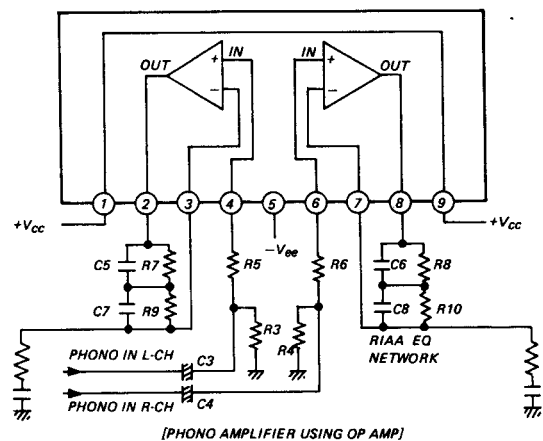 IN IN
OUT OUT
+ +
- -
1 2 3 4 5 6 7 8 9
+Vcc -Vee +Vcc
C5 R7 R5 R6 C6 R8
C7 R9 R3 R4 C8 R10
PHONO IN L-CH C3 RIAA EQ
NETWORK
PHONO IN R-CH C4
[PHONO AMPLIFIER USING OP AMP]